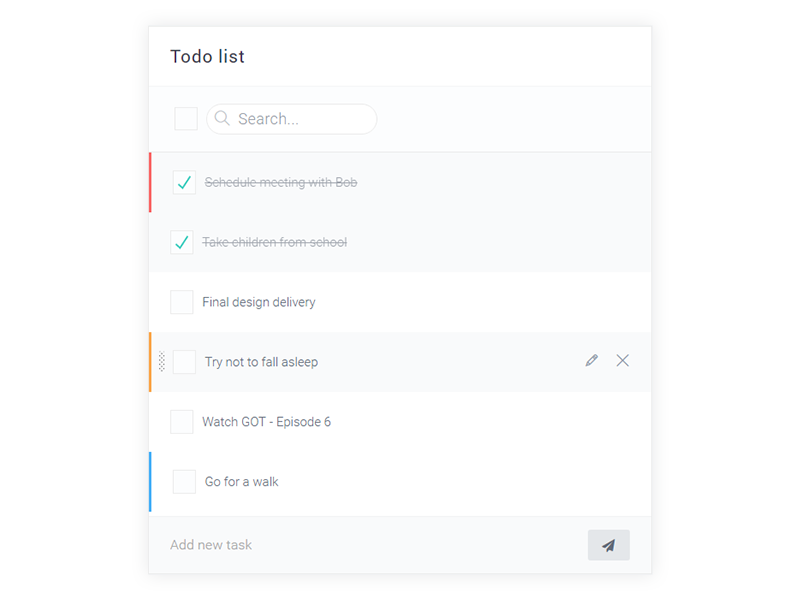 Todo list
Search...
Schedule meeting with Bob
Take children from school
Final design delivery
Try not to fall asleep
Watch GOT - Episode 6
Go for a walk
Add new task